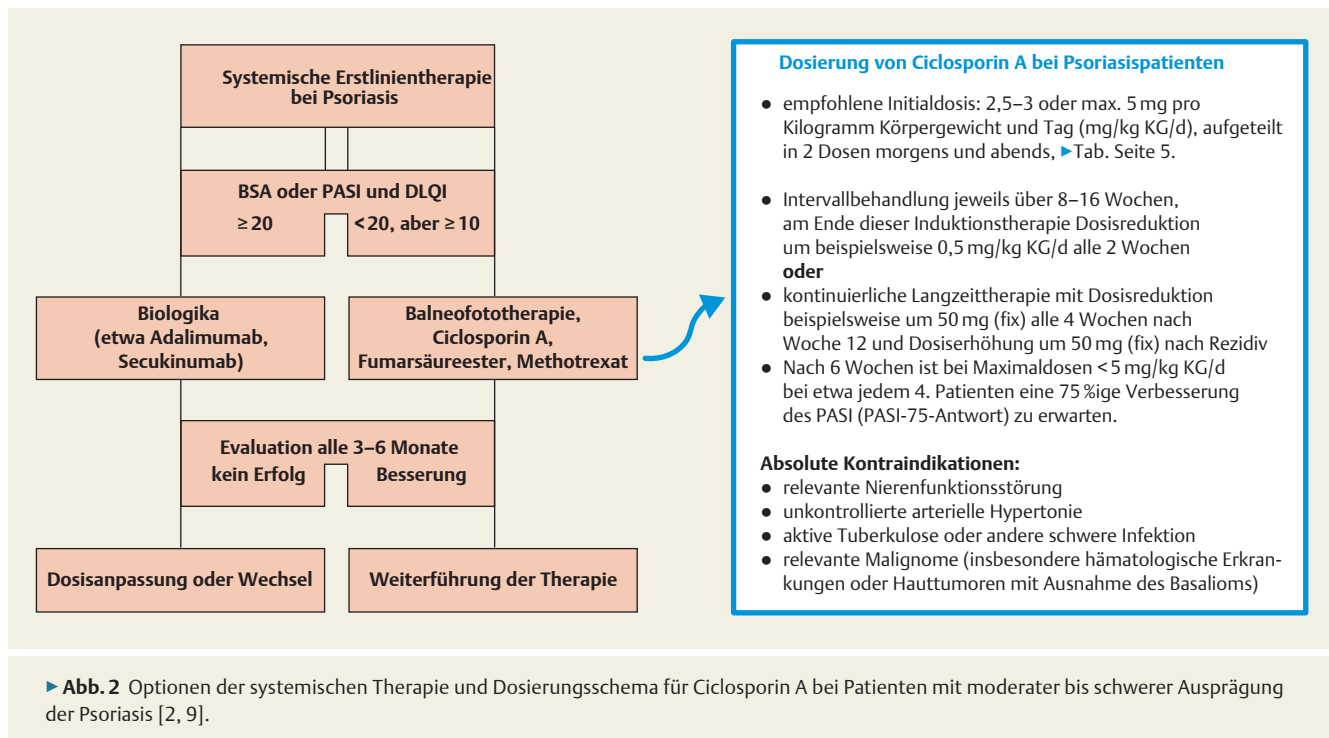 Systemische Erstlinientherapie
bei Psoriasis
BSA oder PASI und DLQI
≥ 20
< 20, aber ≥ 10
Biologika
(etwa Adalimumab,
Secukinumab)
Balneofototherapie,
Ciclosporin A,
Fumarsäureester, Methotrexat
Evaluation alle 3–6 Monate
kein Erfolg
Besserung
Dosisanpassung oder Wechsel
Weiterführung der Therapie
Dosierung von Ciclosporin A bei Psoriasispatienten
● empfohlene Initialdosis: 2,5–3 oder max. 5 mg pro
Kilogramm Körpergewicht und Tag (mg/kg KG/d), aufgeteilt
in 2 Dosen morgens und abends, ►Tab. Seite 5.
● Intervallbehandlung jeweils über 8–16 Wochen,
am Ende dieser Induktionstherapie Dosisreduktion
um beispielsweise 0,5 mg/kg KG/d alle 2 Wochen
oder
● kontinuierliche Langzeittherapie mit Dosisreduktion
beispielsweise um 50 mg (fix) alle 4 Wochen nach
Woche 12 und Dosiserhöhung um 50 mg (fix) nach Rezidiv
● Nach 6 Wochen ist bei Maximaldosen < 5 mg/kg KG/d
bei etwa jedem 4. Patienten eine 75 %ige Verbesserung
des PASI (PASI-75-Antwort) zu erwarten.
Absolute Kontraindikationen:
● relevante Nierenfunktionsstörung
● unkontrollierte arterielle Hypertonie
● aktive Tuberkulose oder andere schwere Infektion
● relevante Malignome (insbesondere hämatologische Erkran-
kungen oder Hauttumoren mit Ausnahme des Basalioms)
► Abb. 2 Optionen der systemischen Therapie und Dosierungsschema für Ciclosporin A bei Patienten mit moderater bis schwerer Ausprägung
der Psoriasis [2, 9].